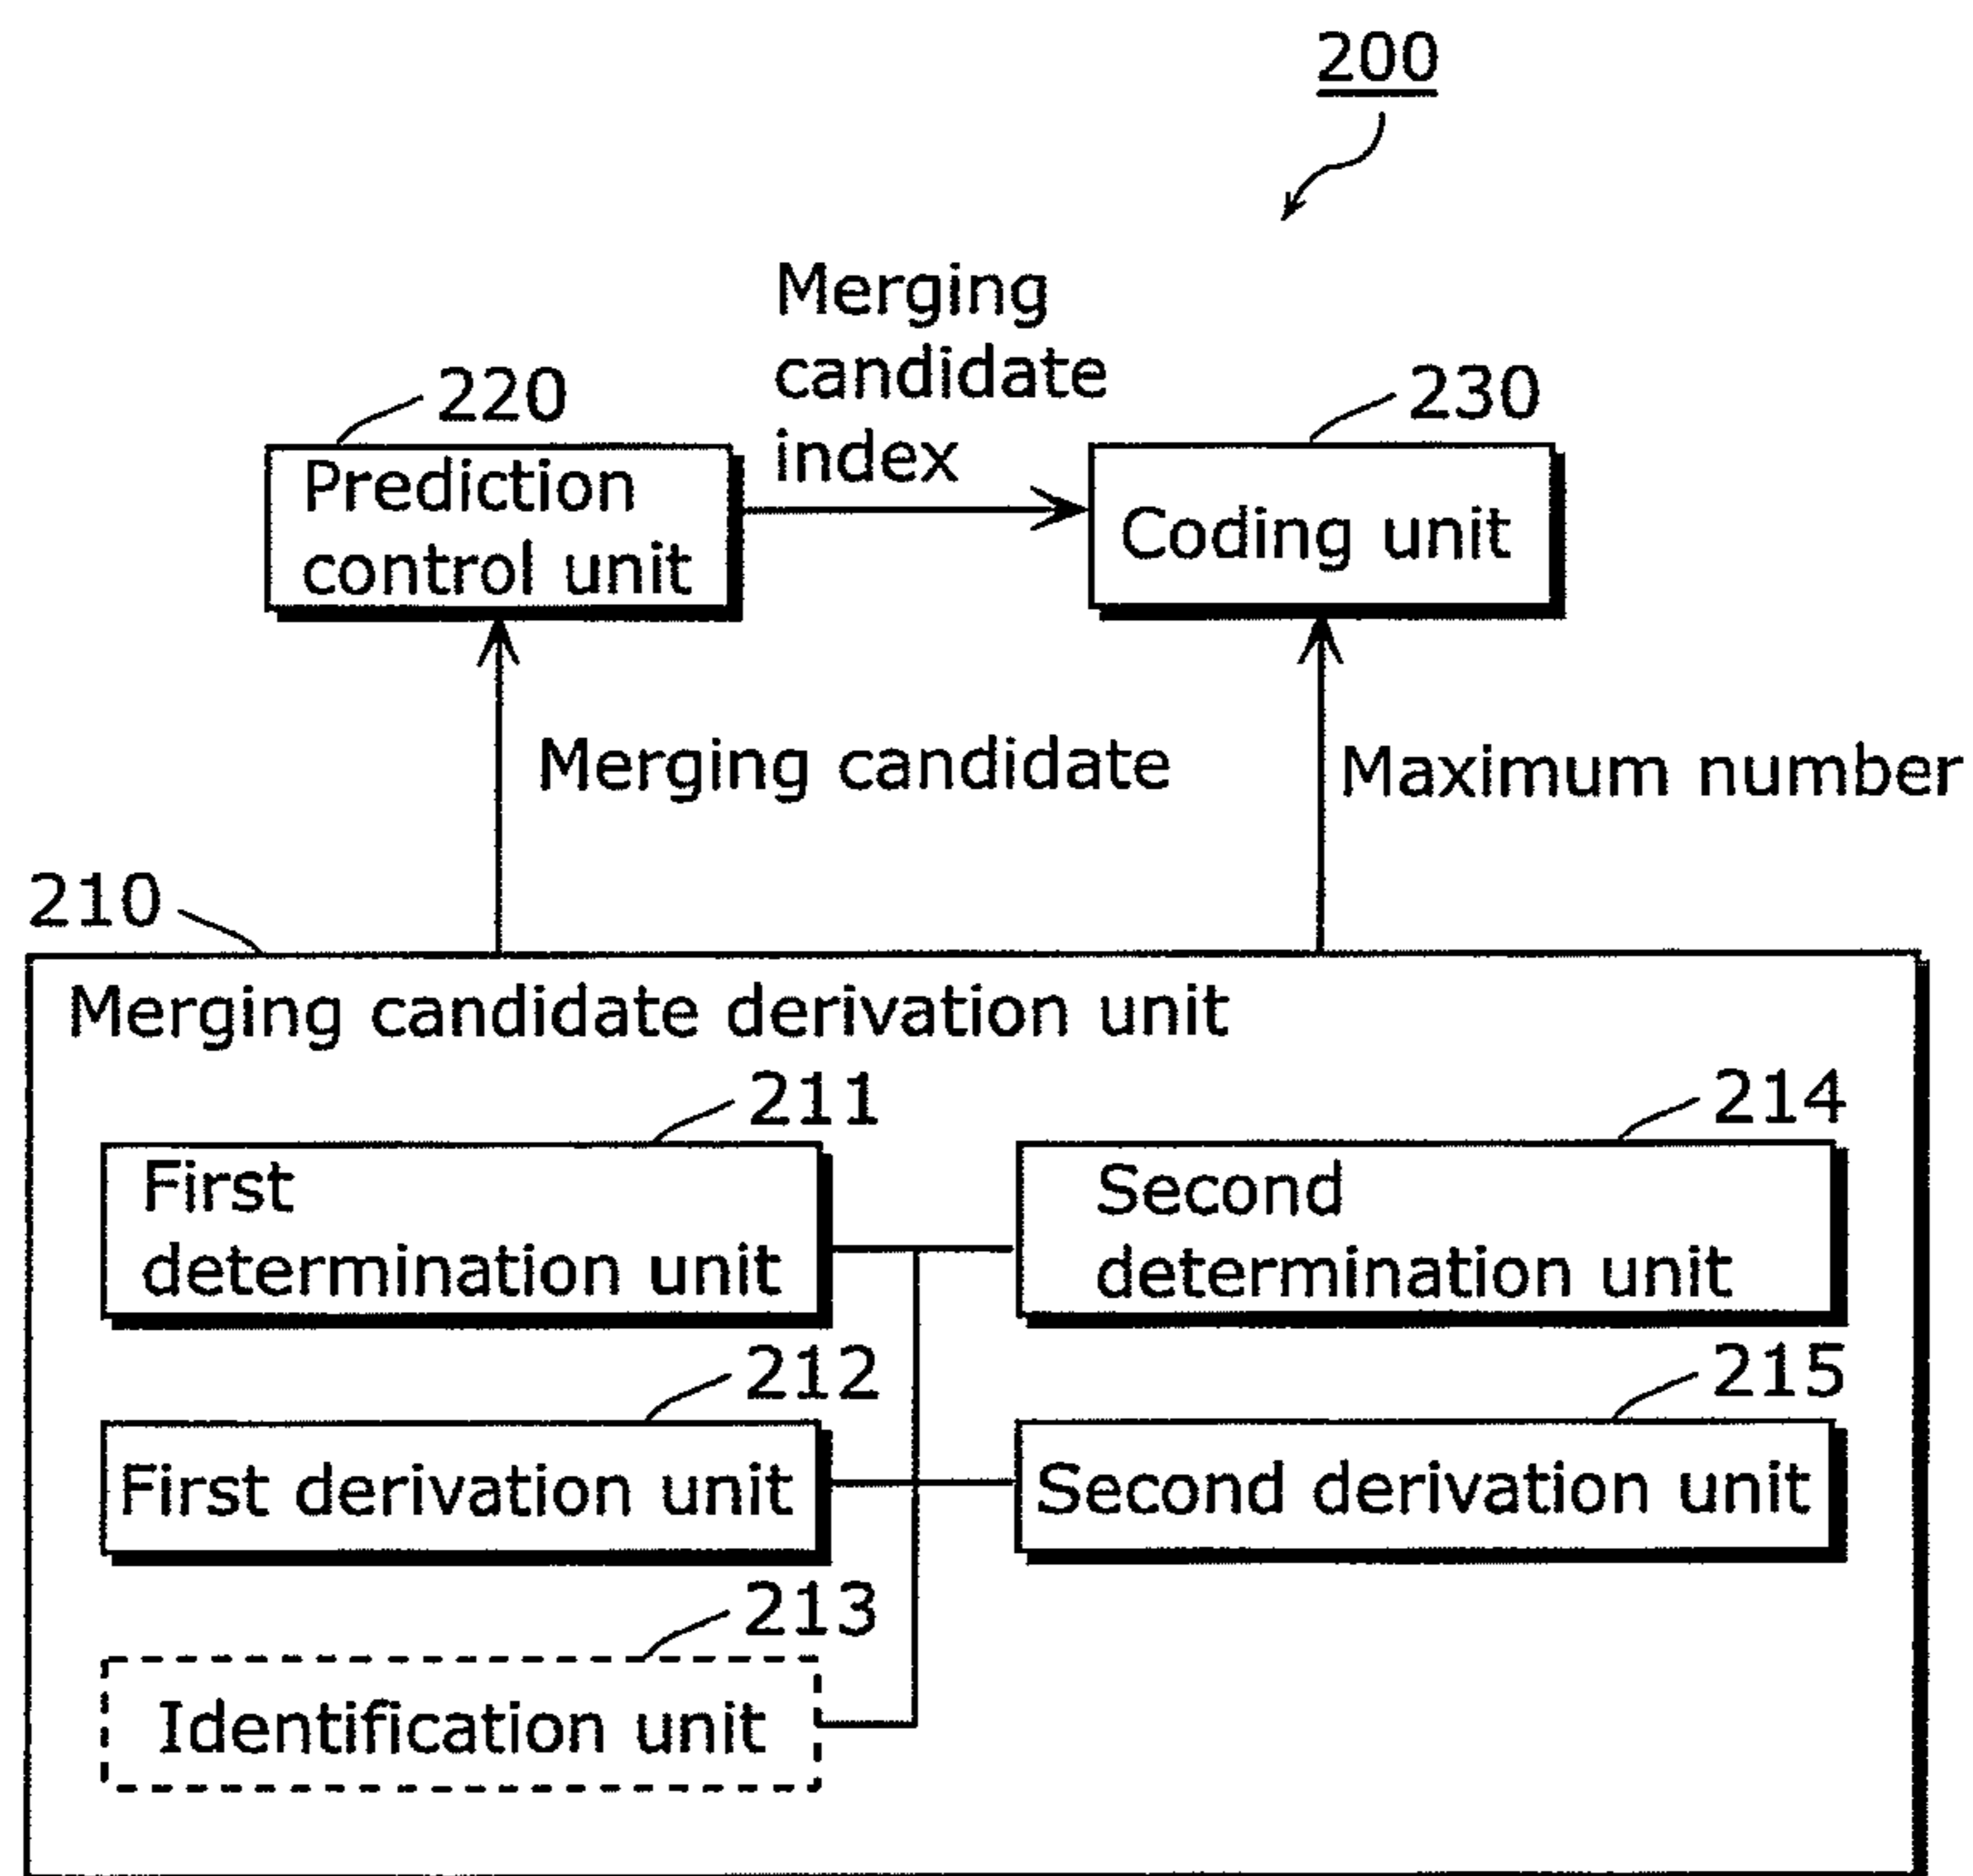 200
Merging
candidate
index
220
230
Prediction
control unit
Coding unit
Merging candidate
Maximum number
210
Merging candidate derivation unit
211
214
First
determination unit
Second
determination unit
212
215
First derivation unit
Second derivation unit
213
Identification unit